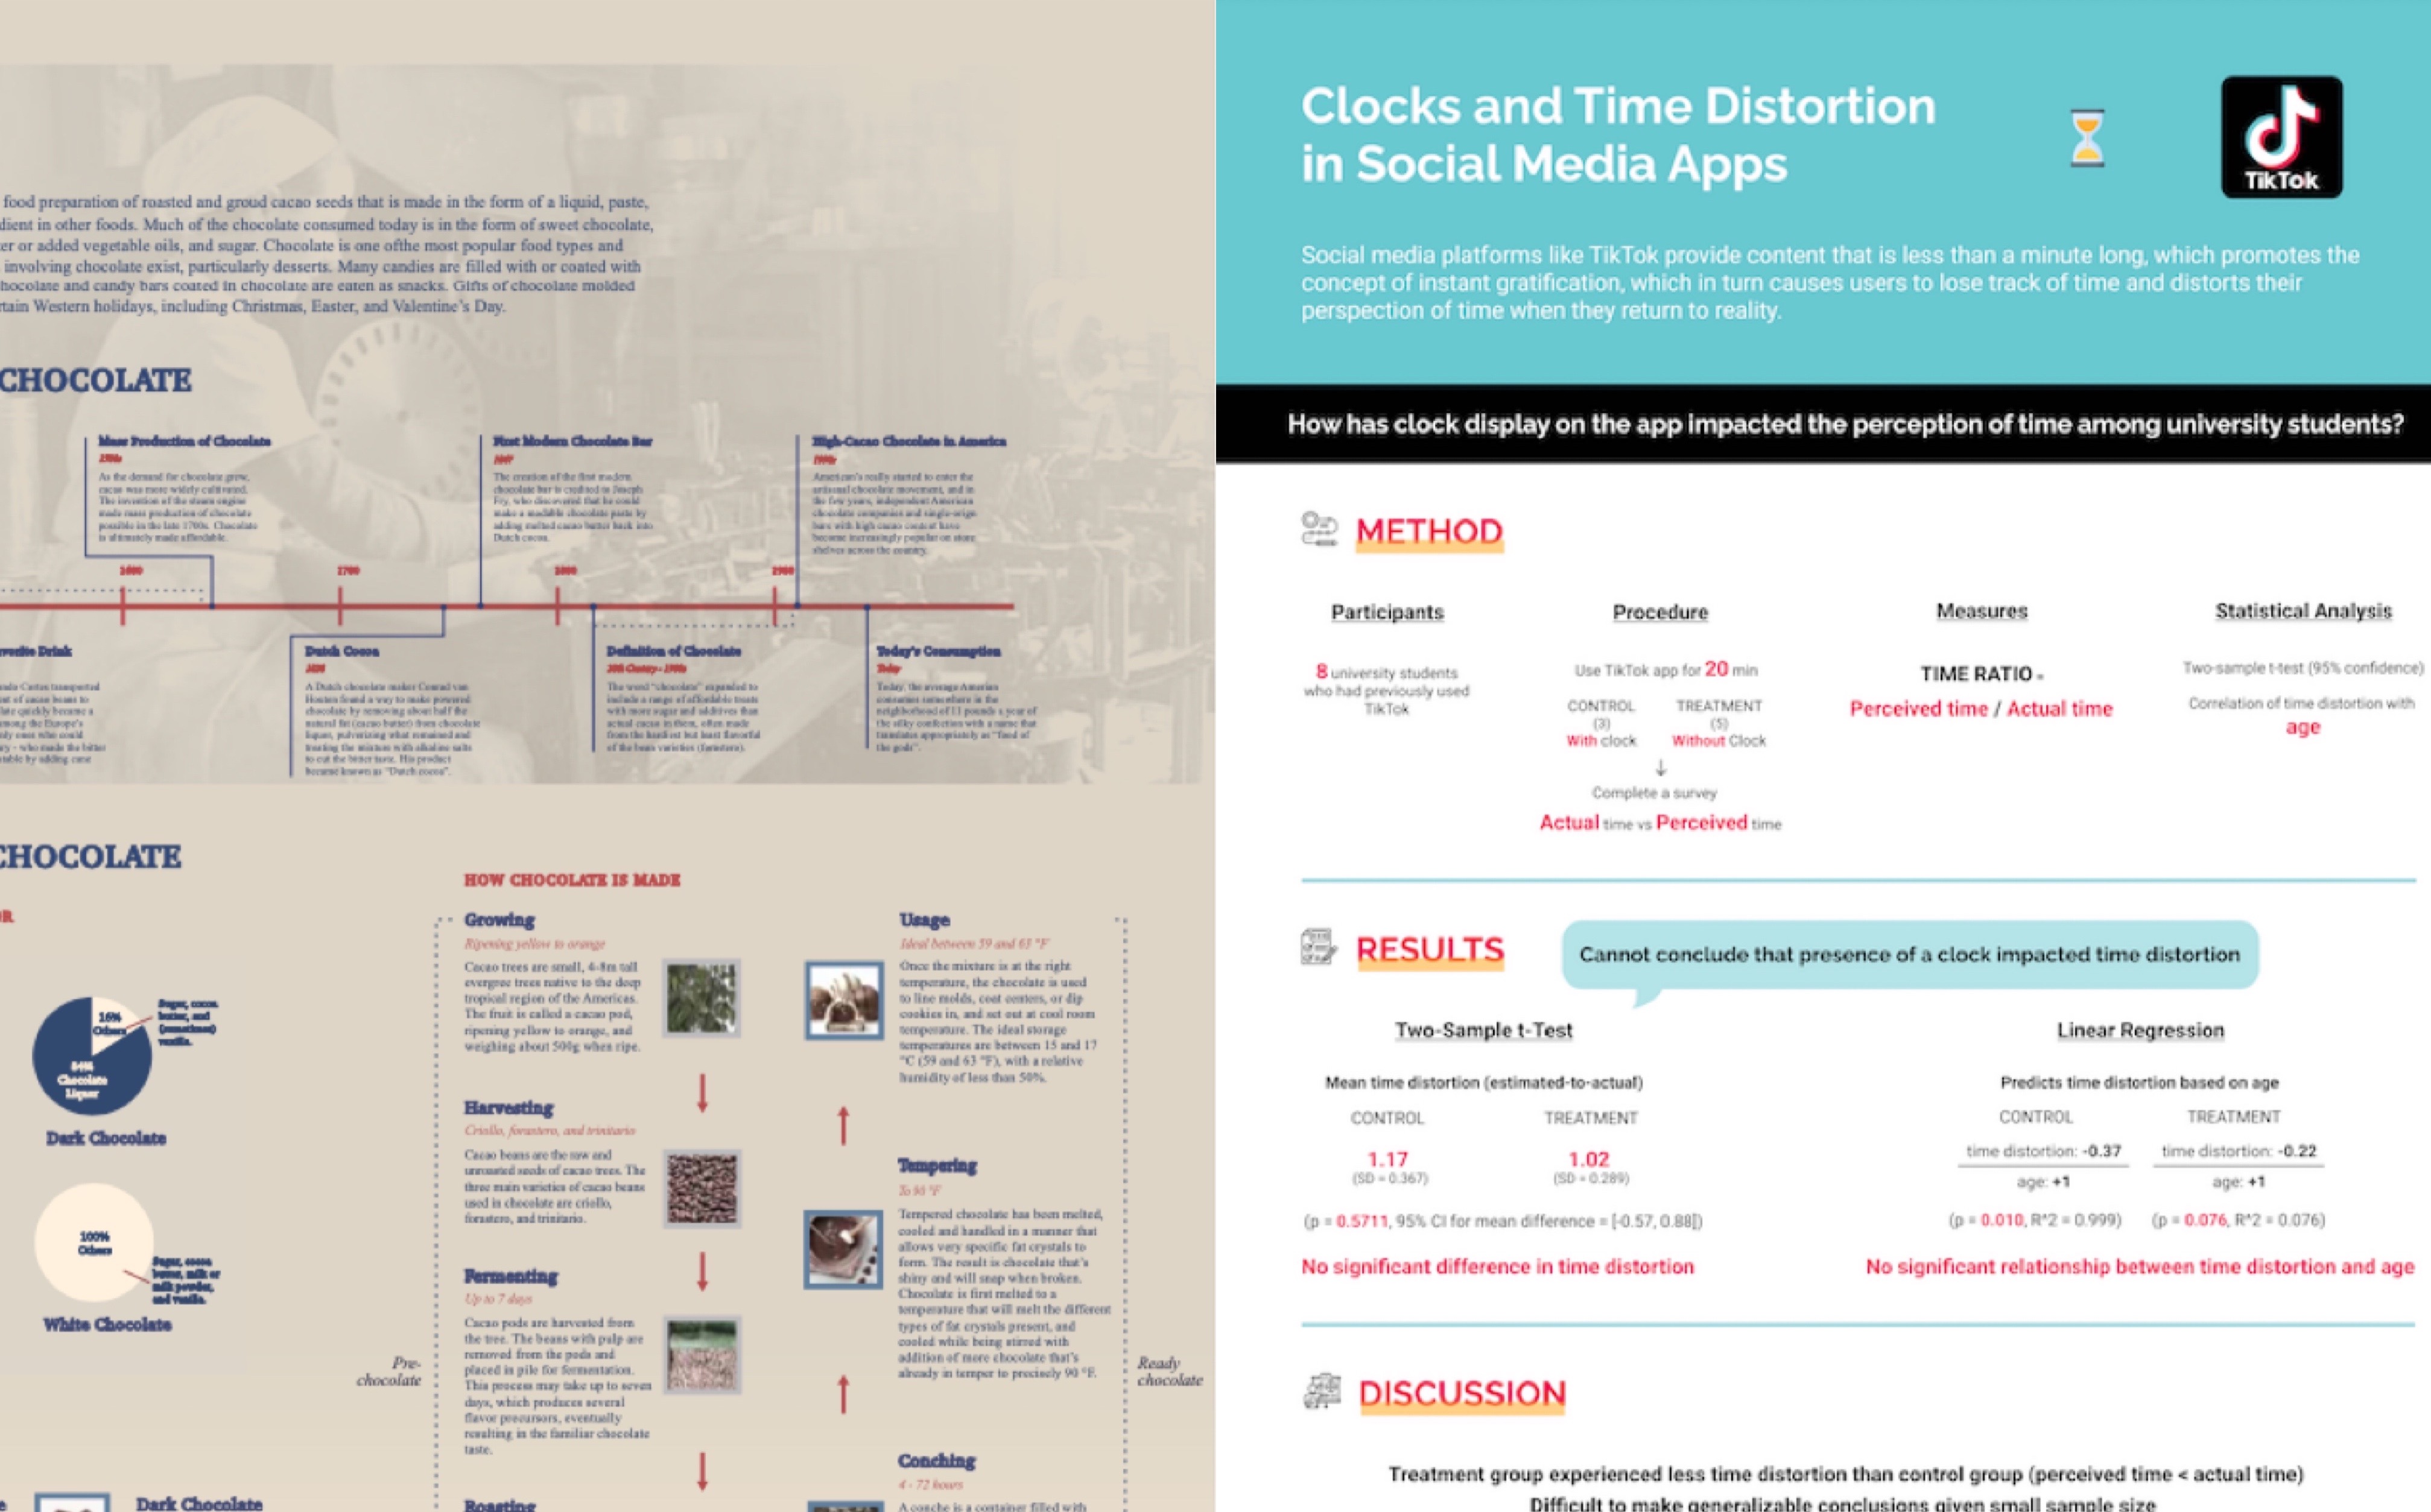 food preparation of roasted and groud cacao seeds that is made in the form of a liquid, paste,
dient in other foods. Much of the chocolate consumed today is in the form of sweet chocolate,
er or added vegetable oils, and sugar. Chocolate is one ofthe most popular food types and
involving chocolate exist, particularly desserts. Many candies are filled with or coated with
hocolate and candy bars coated in chocolate are eaten as snacks. Gifts of chocolate molded
rtain Western holidays, including Christmas, Easter, and Valentine's Day.
CHOCOLATE
Mass Production of Chocolate
1700s
As the demand for chocolate grew,
cacao was more widely cultivated.
The invention of the steam engine
made mass production of chocolate
possible in the late 1700s. Chocolate
is ultimately made affordable.
First Modern Chocolate Bar
1847
The creation of the first modern
chocolate bar is credited to Joseph
Fry, who discovered that he could
make a moldable chocolate paste by
adding melted cacao butter back into
Dutch cocoa.
High-Cacao Chocolate in America
American's really started to enter the
artisanal chocolate movement, and in
the few years, independent American
chocolate companies and single-origin
bars with high cacao content have
become increasingly popular on store
shelves across the country.
1600
1700
1800
1900
vorite Drink
ando Cortes transported
nt of cacao beans to
late quickly became a
among the Europe's
ly ones who could
ry - who made the bitter
table by adding cane
Dutch Cocoa
1828
A Dutch chocolate maker Conrad van
Houten found a way to make powered
chocolate by removing about half the
natural fat (cacao butter) from chocolate
liquor, pulverizing what remained and
treating the mixture with alkaline salts
to cut the bitter taste. His product
became known as "Dutch cocoa".
Definition of Chocolate
20th Century - 1990s
The word "chocolate" expanded to
include a range of affordable treats
with more sugar and additives than
actual cacao in them, often made
from the hardiest but least flavorful
of the bean varieties (forastero).
Today's Consumption
Today
Today, the average American
consumes somewhere in the
neighborhood of 11 pounds a year of
the silky confection with a name that
translates appropriately as "food of
the gods".
CHOCOLATE
OR
16%
Others
84%
Chocolate
Liquor
Sugar, cocoa
butter, and
(sometimes)
vanilla.
Dark Chocolate
100%
Others
Sugar, cocoa
butter, milk or
milk powder,
and vanilla.
White Chocolate
HOW CHOCOLATE IS MADE
Growing
Ripening yellow to orange
Cacao trees are small, 4-8m tall
evergree trees native to the deep
tropical region of the Americas.
The fruit is called a cacao pod,
ripening yellow to orange, and
weighing about 500g when ripe.
Harvesting
Criollo, forastero, and trinitario
Cacao beans are the raw and
unroasted seeds of cacao trees. The
three main varieties of cacao beans
used in chocolate are criollo,
forastero, and trinitario.
Fermenting
Up to 7 days
Cacao pods are harvested from
the tree. The beans with pulp are
removed from the pods and
placed in pile for fermentation.
This process may take up to seven
days, which produces several
flavor precursors, eventually
resulting in the familiar chocolate
taste.
Roasting
Pre-
chocolate
Usage
Ideal between 59 and 63 °F
Once the mixture is at the right
temperature, the chocolate is used
to line molds, coat centers, or dip
cookies in, and set out at cool room
temperature. The ideal storage
temperatures are between 15 and 17
°C (59 and 63 °F), with a relative
humidity of less than 50%.
Tempering
To 90 °F
Tempered chocolate has been melted,
cooled and handled in a manner that
allows very specific fat crystals to
form. The result is chocolate that's
shiny and will snap when broken.
Chocolate is first melted to a
temperature that will melt the different
types of fat crystals present, and
cooled while being stirred with
addition of more chocolate that's
already in temper to precisely 90 °F.
Conching
4 - 72 hours
A conche is a container filled with
Ready
chocolate
Dark Chocolate
Clocks and Time Distortion
in Social Media Apps
TikTok
Social media platforms like TikTok provide content that is less than a minute long, which promotes the
concept of instant gratification, which in turn causes users to lose track of time and distorts their
perspection of time when they return to reality.
How has clock display on the app impacted the perception of time among university students?
METHOD
Participants
8 university students
who had previously used
TikTok
Procedure
Use TikTok app for 20 min
CONTROL
(3)
With clock
TREATMENT
(5)
Without Clock
↓
Complete a survey
Actual time vs Perceived time
Measures
TIME RATIO =
Perceived time / Actual time
Statistical Analysis
Two-sample t-test (95% confidence)
Correlation of time distortion with
age
RESULTS
Cannot conclude that presence of a clock impacted time distortion
Two-Sample t-Test
Mean time distortion (estimated-to-actual)
CONTROL
1.17
(SD = 0.367)
TREATMENT
1.02
(SD = 0.289)
(p = 0.5711, 95% CI for mean difference = [-0.57, 0.88])
No significant difference in time distortion
Linear Regression
Predicts time distortion based on age
CONTROL
time distortion: -0.37
age: +1
(p = 0.010, R^2 = 0.999)
TREATMENT
time distortion: -0.22
age: +1
(p = 0.076, R^2 = 0.076)
No significant relationship between time distortion and age
DISCUSSION
Treatment group experienced less time distortion than control group (perceived time < actual time)
Difficult to make generalizable conclusions given small sample size